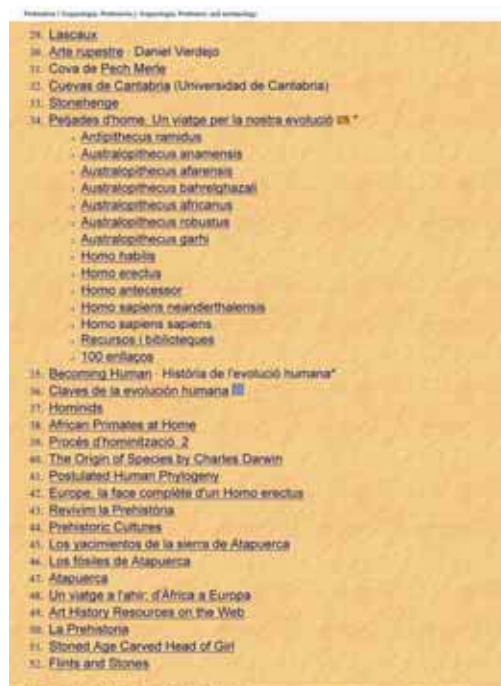 29. Lascaux
30. Arte rupestre - Daniel Verdejo
31. Cova de Pech Merle
32. Cuevas de Cantabria (Universidad de Cantabria)
33. Stonehenge
34. Petjades d'home. Un viatge per la nostra evolució *
Ardipithecus ramidus
Australopithecus anamensis
Australopithecus afarensis
Australopithecus bahrelghazali
Australopithecus africanus
Australopithecus robustus
Australopithecus garhi
Homo habilis
Homo erectus
Homo antecessor
Homo sapiens neanderthalensis
Homo sapiens sapiens
Recursos i biblioteques
100 enllaços
35. Becoming Human - Història de l'evolució humana*
36. Claves de la evolución humana
37. Hominids
38. African Primates at Home
39. Procés d'hominització 2
40. The Origin of Species by Charles Darwin
41. Postulated Human Phylogeny
42. Europe, la face complète d'un Homo erectus
43. Revivim la Prehistòria
44. Prehistoric Cultures
45. Los yacimientos de la sierra de Atapuerca
46. Los fósiles de Atapuerca
47. Atapuerca
48. Un viatge a l'ahir: d'Àfrica a Europa
49. Art History Resources on the Web
50. La Prehistoria
51. Stoned Age Carved Head of Girl
52. Flints and Stones